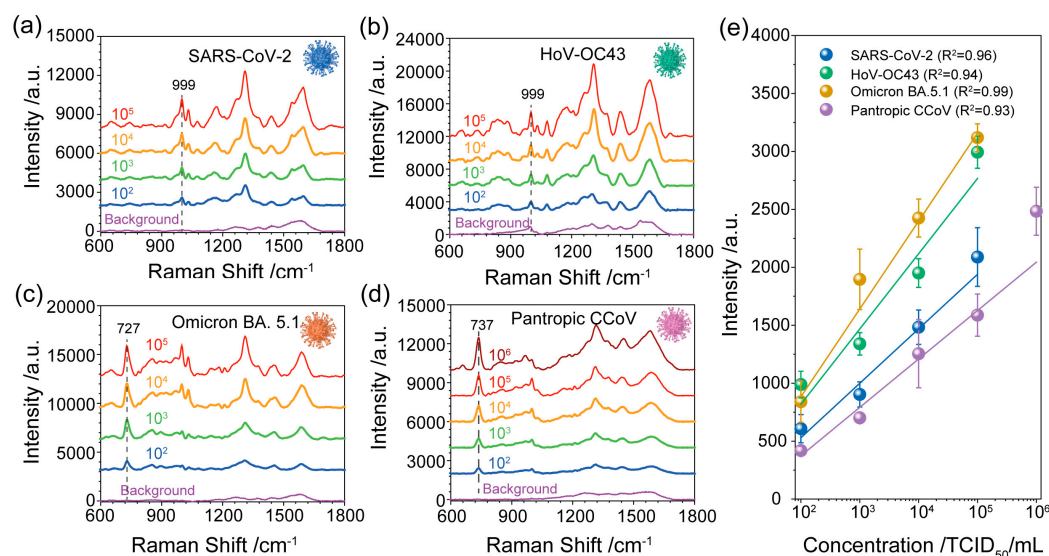 (a)
15000
12000
9000
6000
3000
0
Intensity /a.u.
SARS-CoV-2
999
10⁵
10⁴
10³
10²
Background
600 900 1200 1500 1800
Raman Shift /cm⁻¹
(b)
24000
20000
16000
12000
8000
4000
0
Intensity /a.u.
HoV-OC43
999
10⁵
10⁴
10³
10²
Background
600 900 1200 1500 1800
Raman Shift /cm⁻¹
(c)
20000
15000
10000
5000
0
Intensity /a.u.
727
Omicron BA. 5.1
10⁵
10⁴
10³
10²
Background
600 900 1200 1500 1800
Raman Shift /cm⁻¹
(d)
15000
12000
9000
6000
3000
0
Intensity /a.u.
737
Pantropic CCoV
10⁶
10⁵
10⁴
10³
10²
Background
600 900 1200 1500 1800
Raman Shift /cm⁻¹
(e)
4000
3500
3000
2500
2000
1500
1000
500
0
Intensity/a.u.
SARS-CoV-2 (R²=0.96)
HoV-OC43 (R²=0.94)
Omicron BA.5.1 (R²=0.99)
Pantropic CCoV (R²=0.93)
10² 10³ 10⁴ 10⁵ 10⁶
Concentration /TCID₅₀/mL